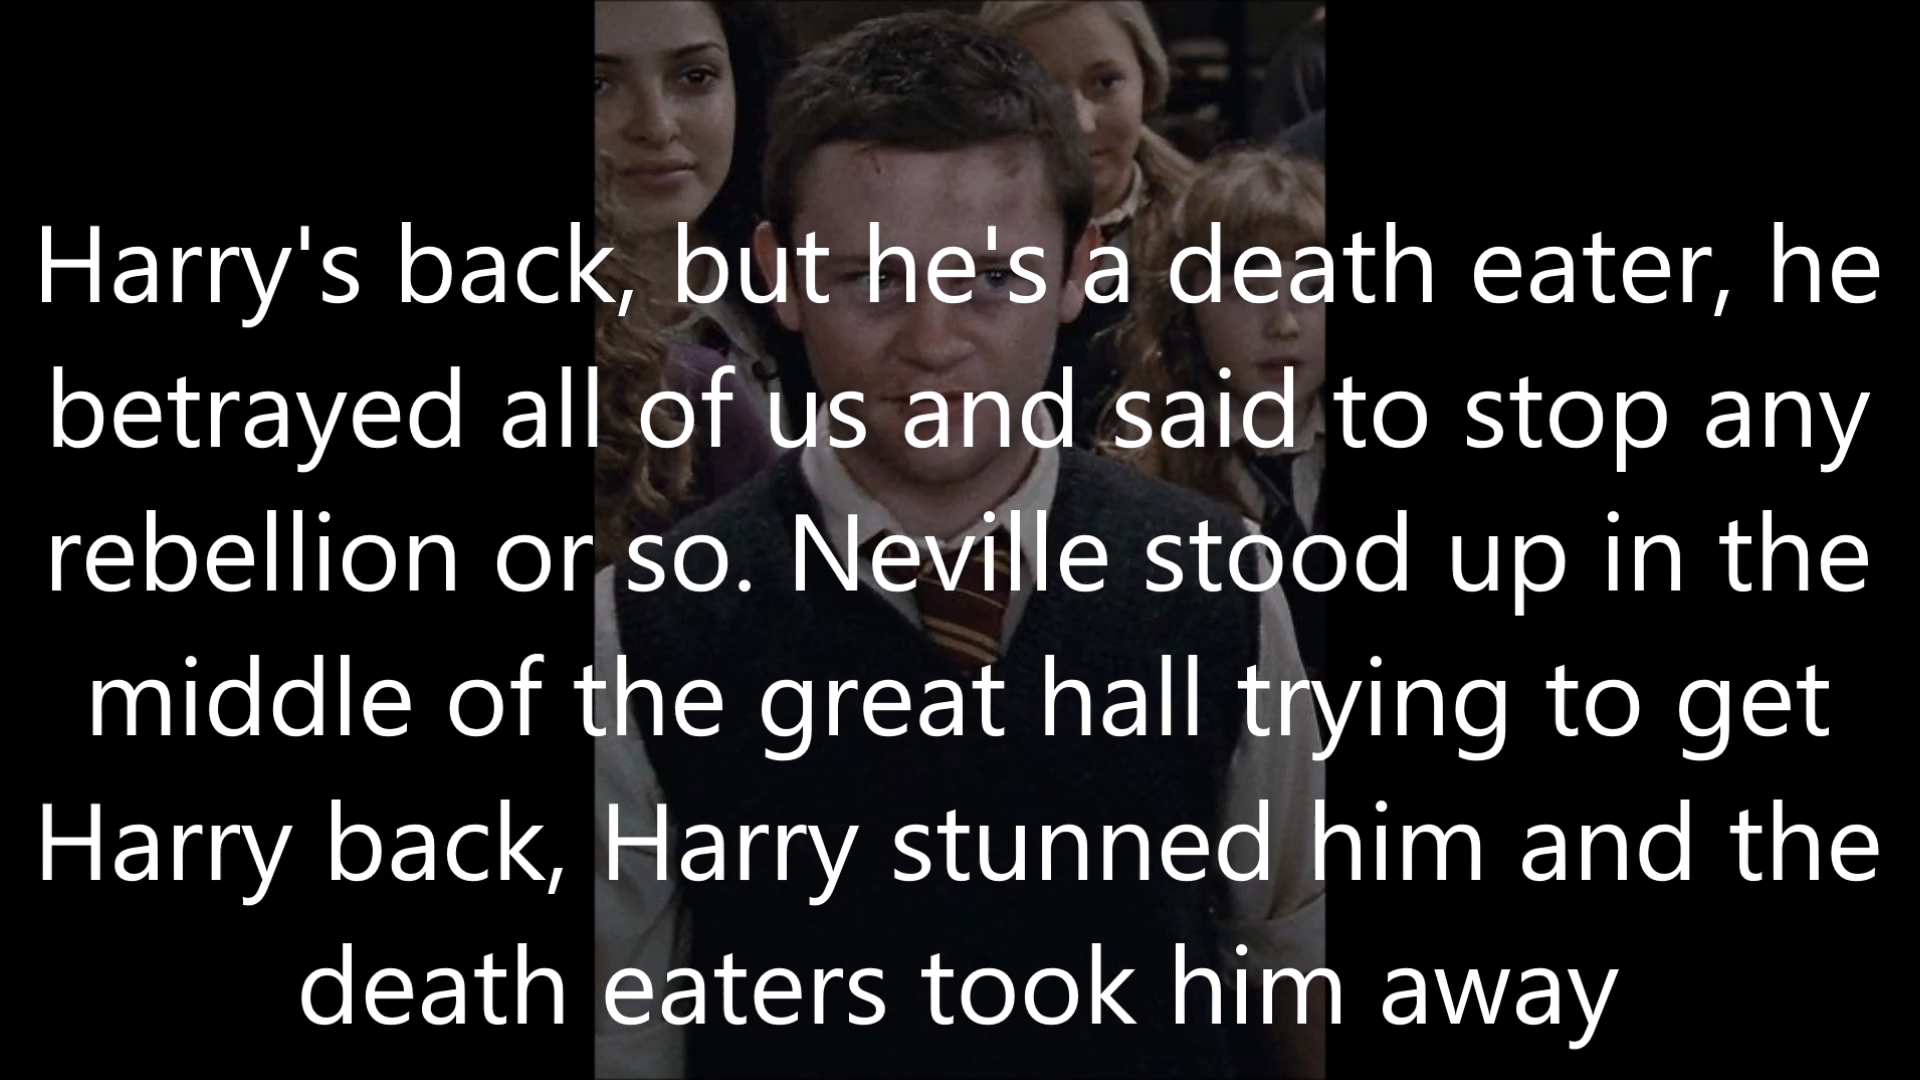 Harry's back, but he's a death eater, he
betrayed all of us and said to stop any
rebellion or so. Neville stood up in the
middle of the great hall trying to get
Harry back, Harry stunned him and the
death eaters took him away